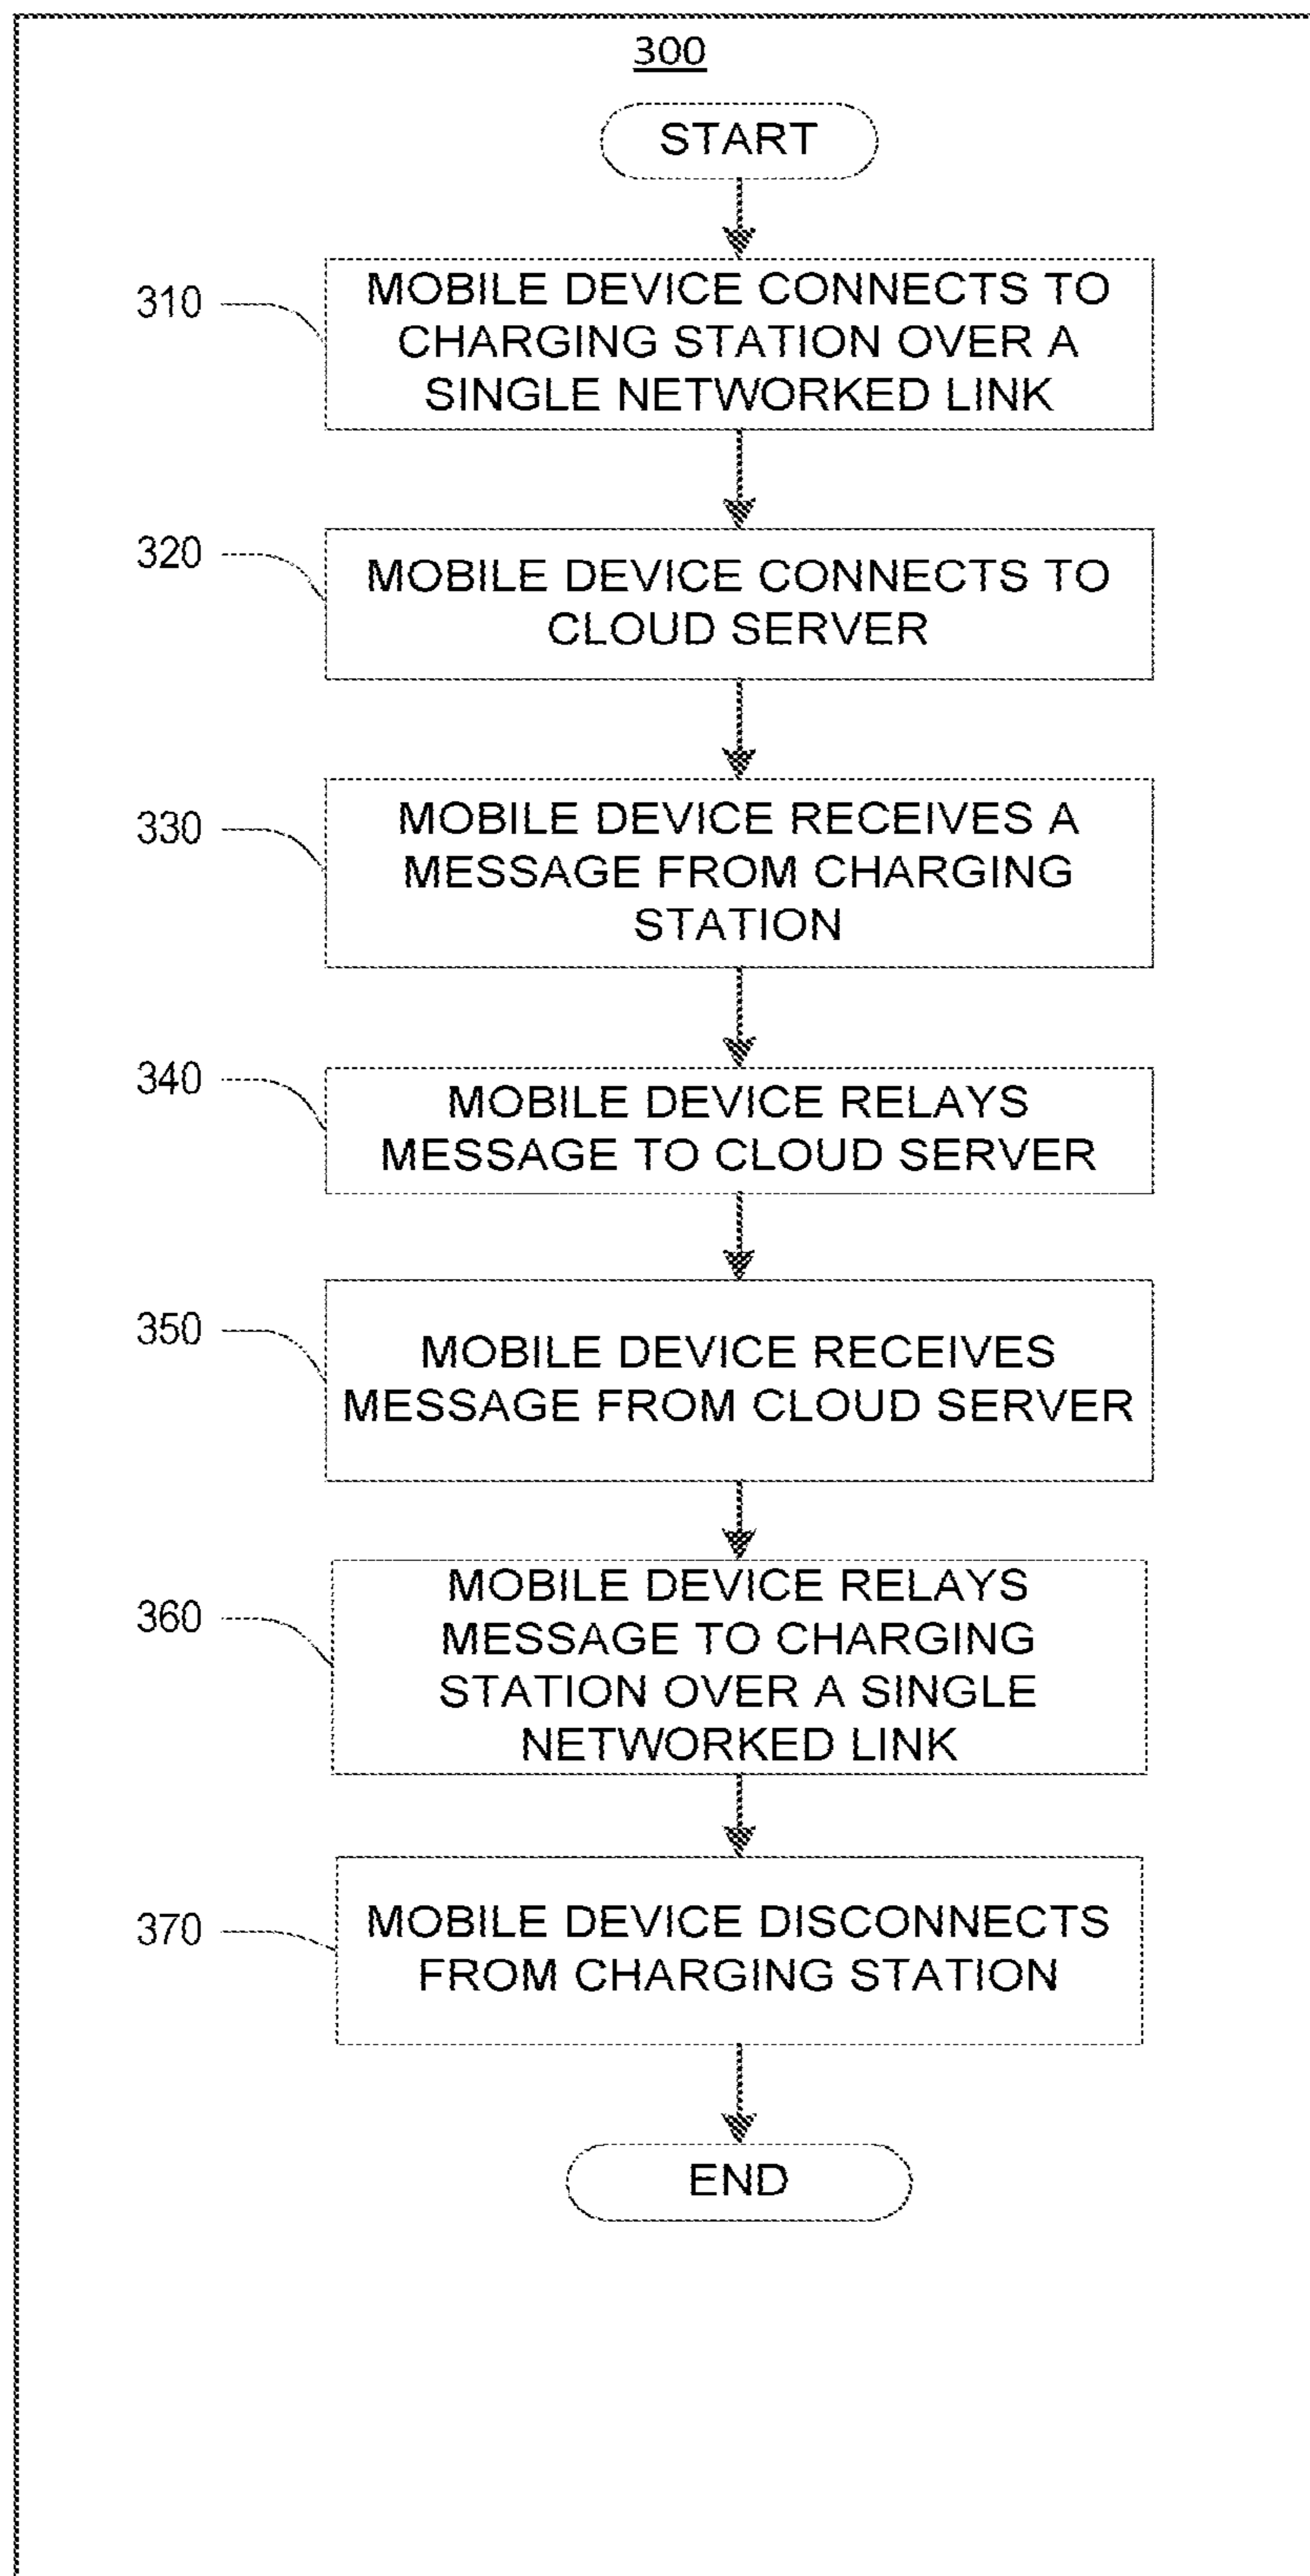 300
START
310
MOBILE DEVICE CONNECTS TO
CHARGING STATION OVER A
SINGLE NETWORKED LINK
320
MOBILE DEVICE CONNECTS TO
CLOUD SERVER
330
MOBILE DEVICE RECEIVES A
MESSAGE FROM CHARGING
STATION
340
MOBILE DEVICE RELAYS
MESSAGE TO CLOUD SERVER
350
MOBILE DEVICE RECEIVES
MESSAGE FROM CLOUD SERVER
360
MOBILE DEVICE RELAYS
MESSAGE TO CHARGING
STATION OVER A SINGLE
NETWORKED LINK
370
MOBILE DEVICE DISCONNECTS
FROM CHARGING STATION
END